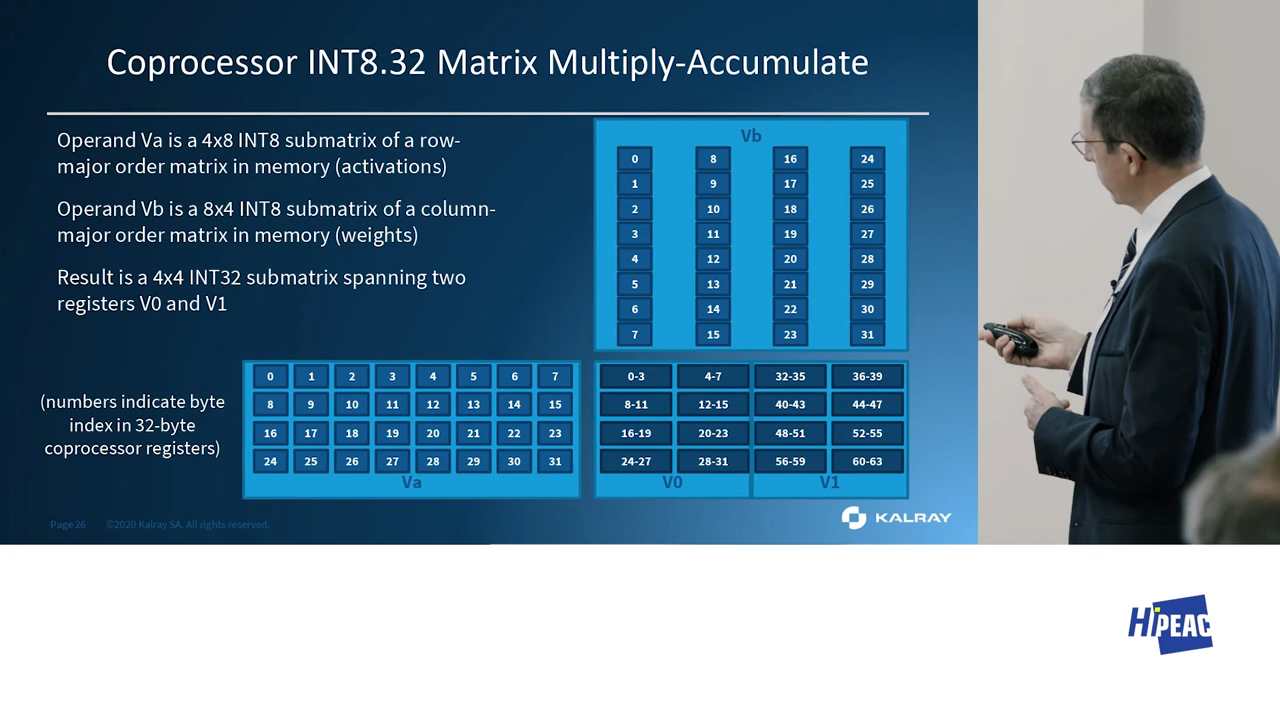 Coprocessor INT8.32 Matrix Multiply-Accumulate
Operand Va is a 4x8 INT8 submatrix of a row-
major order matrix in memory (activations)
Operand Vb is a 8x4 INT8 submatrix of a column-
major order matrix in memory (weights)
Result is a 4x4 INT32 submatrix spanning two
registers V0 and V1
Vb
0 8 16 24
1 9 17 25
2 10 18 26
3 11 19 27
4 12 20 28
5 13 21 29
6 14 22 30
7 15 23 31
(numbers indicate byte
index in 32-byte
coprocessor registers)
0 1 2 3 4 5 6 7
8 9 10 11 12 13 14 15
16 17 18 19 20 21 22 23
24 25 26 27 28 29 30 31
Va
0-3 4-7 32-35 36-39
8-11 12-15 40-43 44-47
16-19 20-23 48-51 52-55
24-27 28-31 56-59 60-63
V0 V1
Page 26 ©2020 Kalray SA. All rights reserved.
KALRAY
HiPEAC